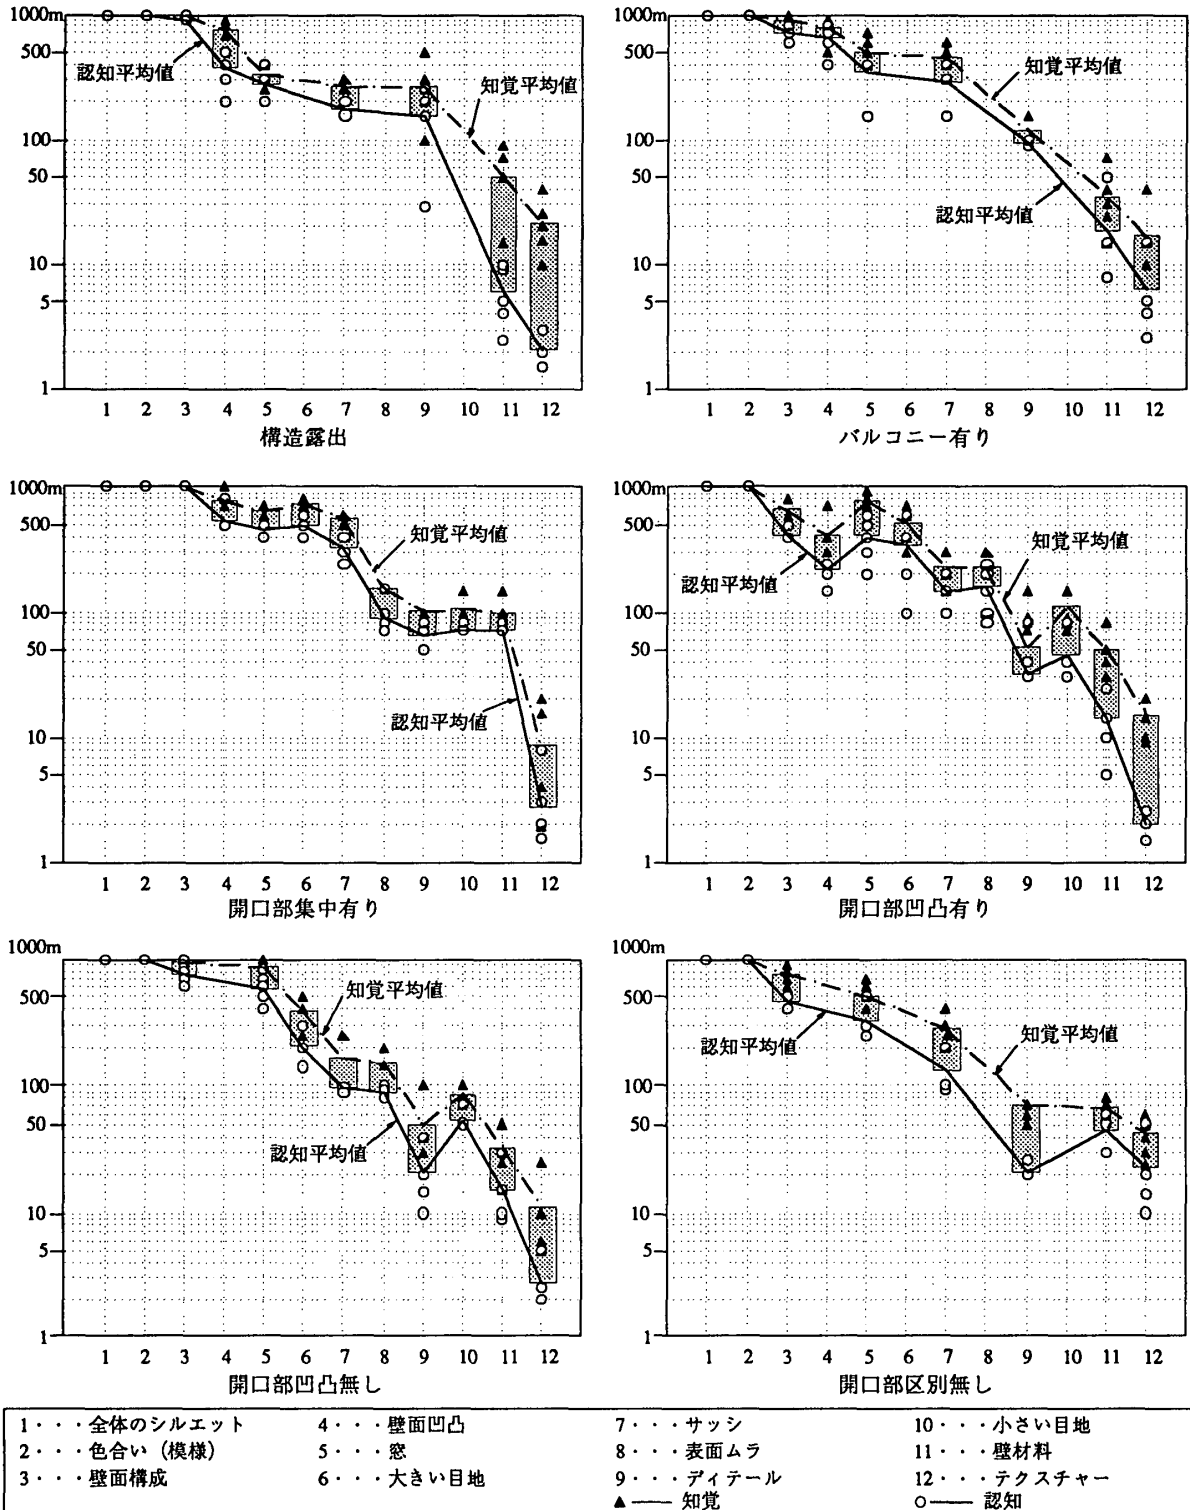 1000m
500
100
50
10
5
1
認知平均値
知覚平均値
1 2 3 4 5 7 9 11 12
構造露出
1000m
500
100
50
10
5
1
知覚平均値
認知平均値
1 2 3 4 5 6 7 8 9 10 11 12
バルコニー有り
1000m
500
100
50
10
5
1
知覚平均値
認知平均値
1 2 3 4 5 6 7 8 9 10 11 12
開口部集中有り
1000m
500
100
50
10
5
1
認知平均値
知覚平均値
1 2 3 4 5 6 7 8 9 10 11 12
開口部凹凸有り
1000m
500
100
50
10
5
1
知覚平均値
認知平均値
1 2 3 4 5 6 7 8 9 10 11 12
開口部凹凸無し
1000m
500
100
50
10
5
1
認知平均値
知覚平均値
1 2 3 4 5 6 7 8 9 10 11 12
開口部区別無し
1・・・全体のシルエット 4・・・壁面凹凸 7・・・サッシ 10・・・小さい目地
2・・・色合い（模様） 5・・・窓 8・・・表面ムラ 11・・・壁材料
3・・・壁面構成 6・・・大きい目地 9・・・ディテール 12・・・テクスチャー
▲── 知覚 ○── 認知